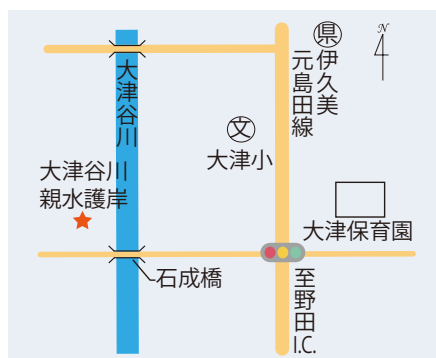 N
県伊久美
元島田線
大津谷川
文
大津小
大津谷川
親水護岸
大津保育園
石成橋
至野田I.C.